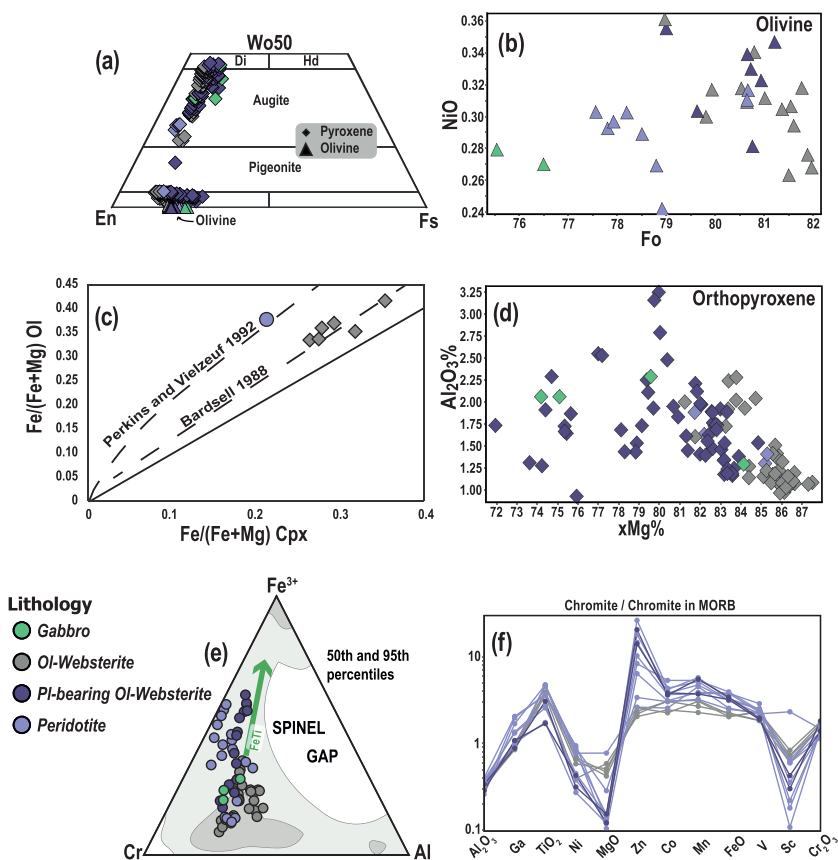 (a)
Wo50
Di
Hd
Augite
Pyroxene
Olivine
Pigeonite
En
Fs
Olivine
(b)
Olivine
NiO
0.36
0.32
0.30
0.28
0.26
0.24
76
77
78
79
80
81
82
Fo
(c)
Fe/(Fe+Mg) Ol
0.45
0.40
0.35
0.30
0.25
0.20
0.15
0.10
0.05
0
Perkins and Vielzeuf 1992
Bardsell 1988
0
0.1
0.2
0.3
0.4
Fe/(Fe+Mg) Cpx
(d)
Orthopyroxene
Al2O3%
3.25
3.00
2.75
2.50
2.25
2.00
1.75
1.50
1.25
1.00
72 73 74 75 76 77 78 79 80 81 82 83 84 85 86 87
xMg%
Lithology
Gabbro
Ol-Websterite
Pl-bearing Ol-Websterite
Peridotite
(e)
Fe3+
50th and 95th
percentiles
FeTi
SPINEL
GAP
Cr
Al
Chromite / Chromite in MORB
(f)
10
1
0.1
Al2O3
Ga
TiO2
Ni
MgO
Zn
Co
Mn
FeO
V
Sc
Cr2O3